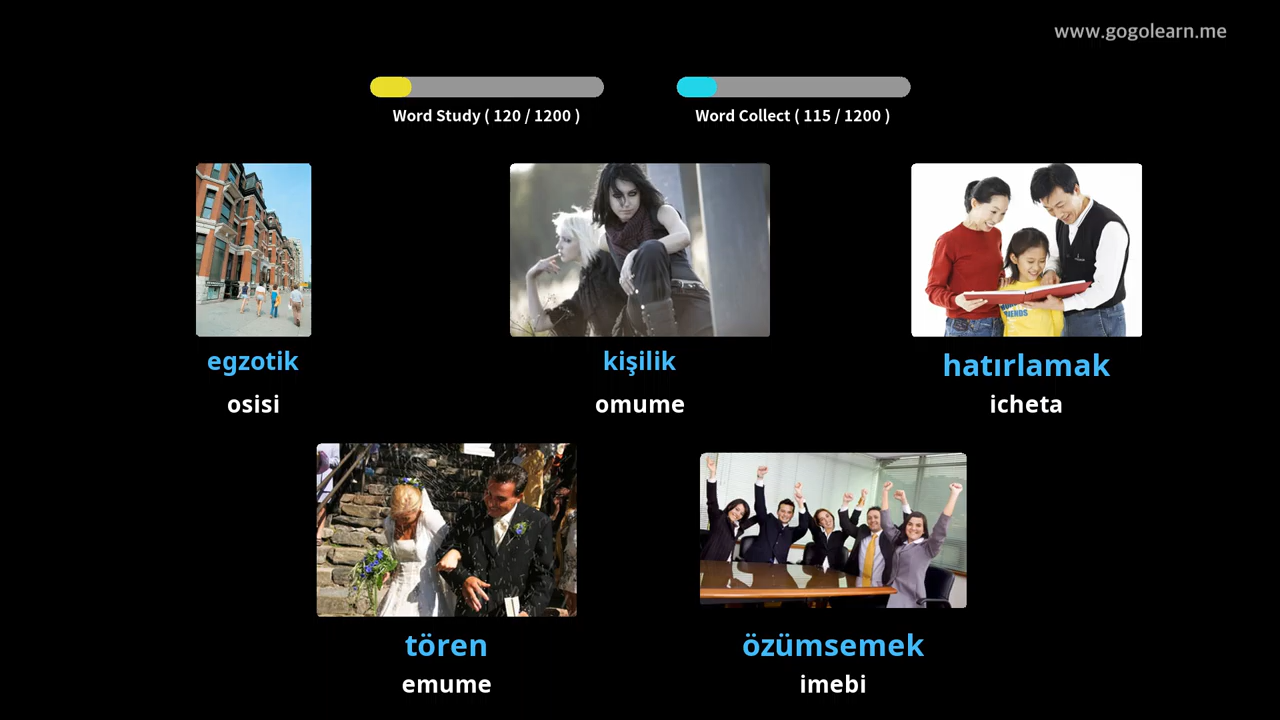 www.gogolearn.me
Word Study ( 120 / 1200 )
Word Collect ( 115 / 1200 )
egzotik
osisi
kişilik
omume
hatırlamak
icheta
tören
emume
özümsemek
imebi